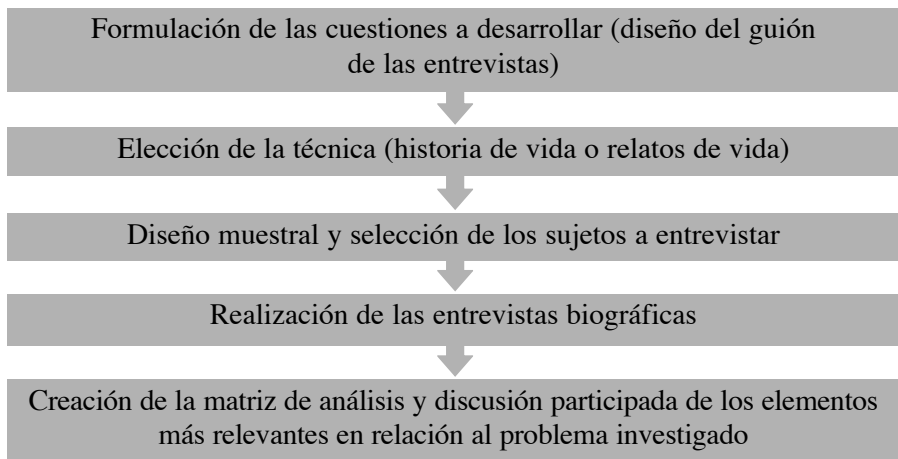 Formulación de las cuestiones a desarrollar (diseño del guión
de las entrevistas)
Elección de la técnica (historia de vida o relatos de vida)
Diseño muestral y selección de los sujetos a entrevistar
Realización de las entrevistas biográficas
Creación de la matriz de análisis y discusión participada de los elementos
más relevantes en relación al problema investigado